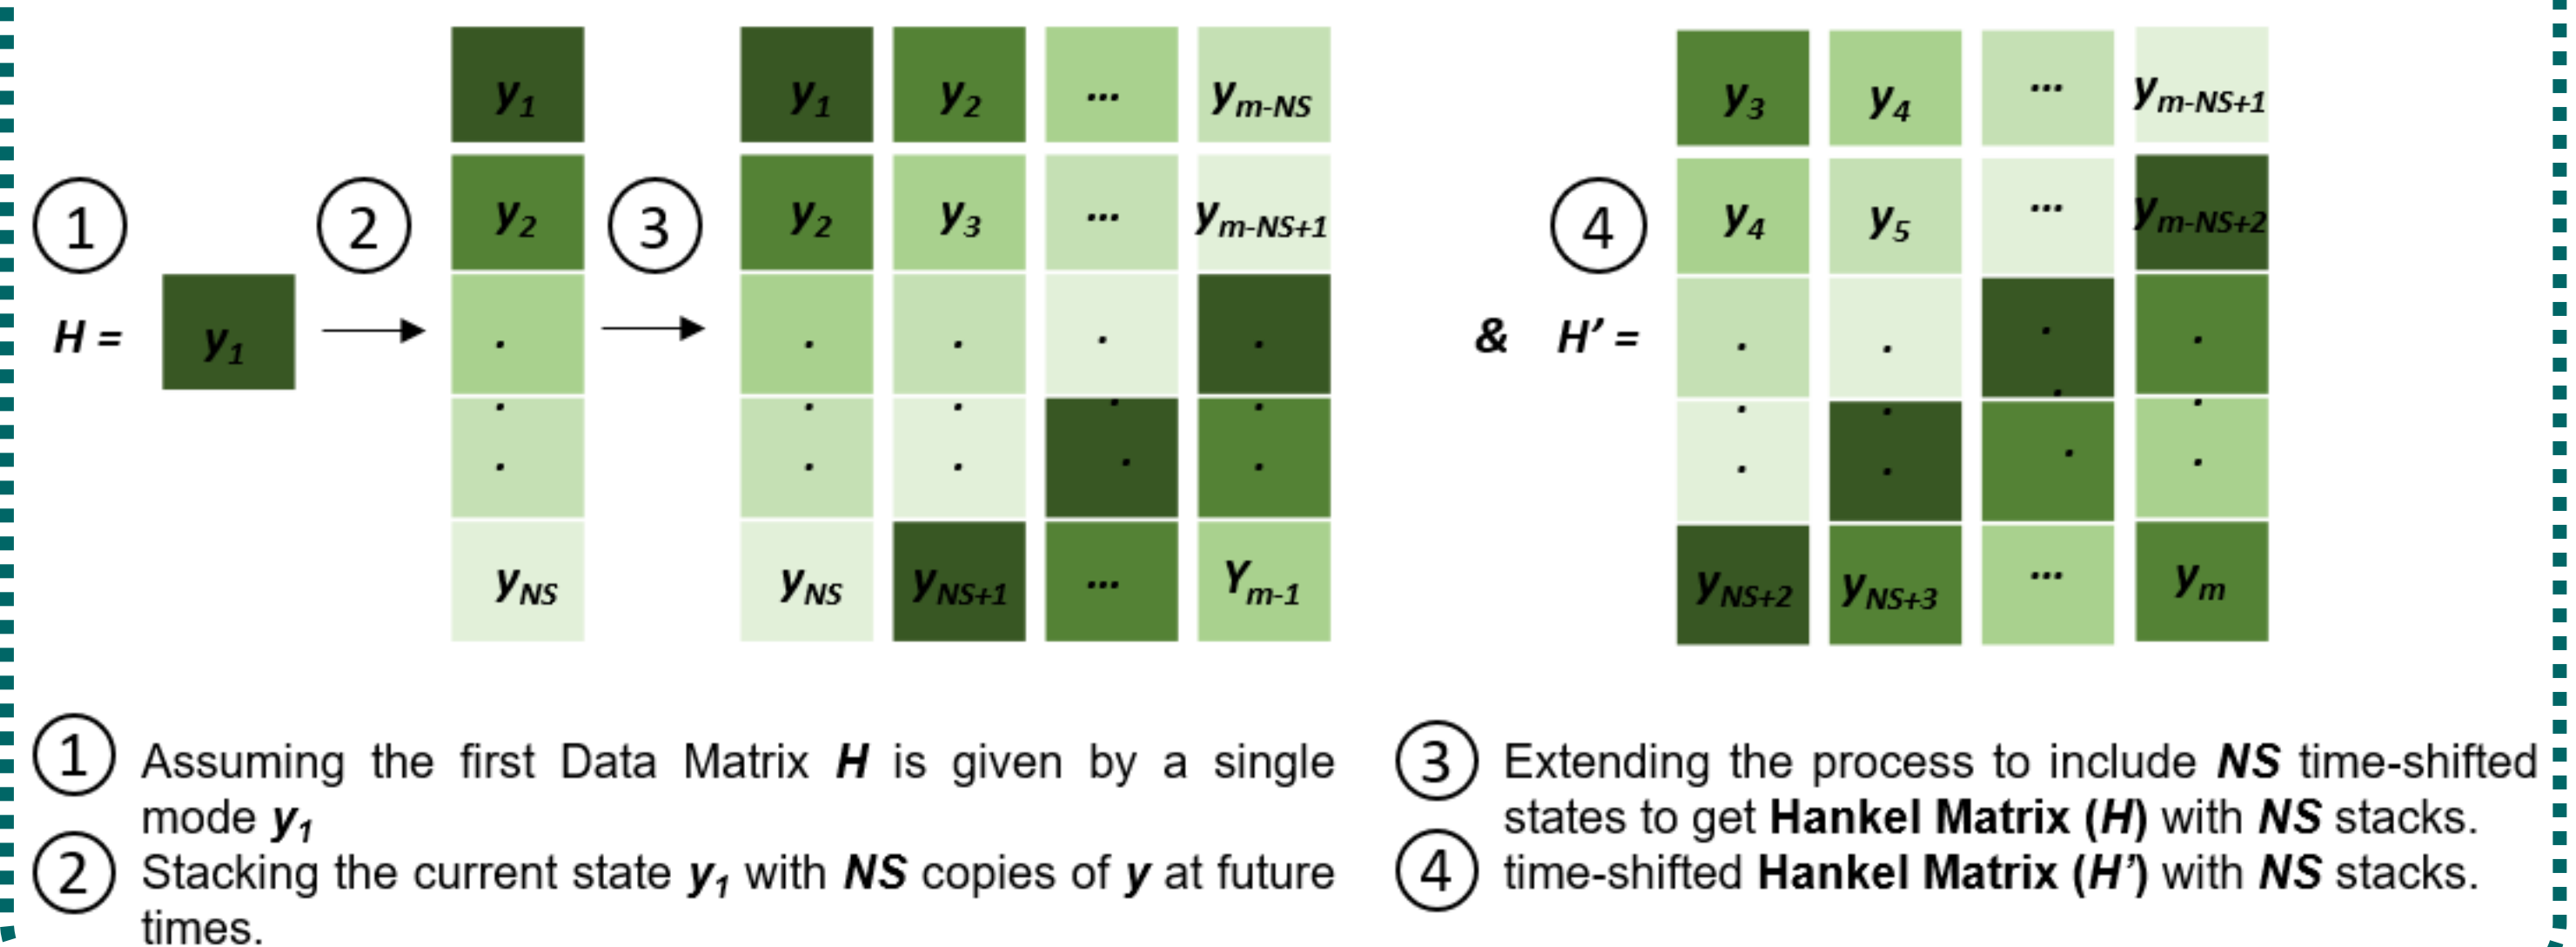 y1 y1 y2 ... ym-NS y3 y4 ... ym-NS+1
1 2 y2 3 y2 y3 ... ym-NS+1 4 y4 y5 ... ym-NS+2
H = y1 . . . . . & H' = . . . .
. . . . . . . . .
. . . . . . . . .
yNS yNS yNS+1 ... Ym-1 yNS+2 yNS+3 ... ym
1 Assuming the first Data Matrix H is given by a single
mode y1
2 Stacking the current state y1 with NS copies of y at future
times.
3 Extending the process to include NS time-shifted
states to get Hankel Matrix (H) with NS stacks.
4 time-shifted Hankel Matrix (H') with NS stacks.